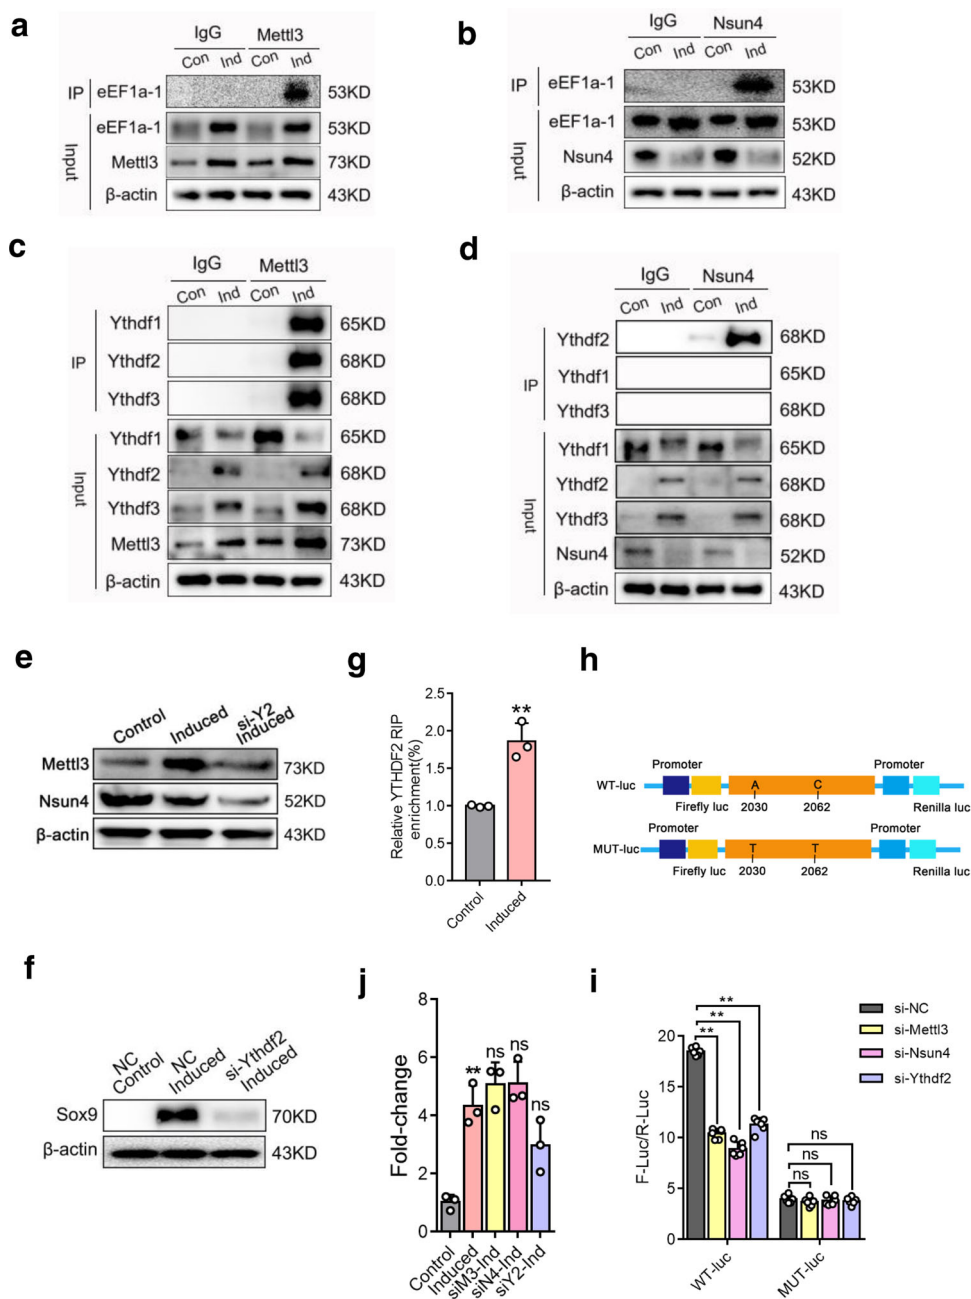 a
IgG Mettl3
Con Ind Con Ind
IP eEF1a-1 53KD
Input eEF1a-1 53KD
Mettl3 73KD
β-actin 43KD
b
IgG Nsun4
Con Ind Con Ind
IP eEF1a-1 53KD
Input eEF1a-1 53KD
Nsun4 52KD
β-actin 43KD
c
IgG Mettl3
Con Ind Con Ind
IP
Ythdf1 65KD
Ythdf2 68KD
Ythdf3 68KD
Input
Ythdf1 65KD
Ythdf2 68KD
Ythdf3 68KD
Mettl3 73KD
β-actin 43KD
d
IgG Nsun4
Con Ind Con Ind
IP
Ythdf2 68KD
Ythdf1 65KD
Ythdf3 68KD
Input
Ythdf1 65KD
Ythdf2 68KD
Ythdf3 68KD
Nsun4 52KD
β-actin 43KD
e
Control Induced si-Y2 Induced
Mettl3 73KD
Nsun4 52KD
β-actin 43KD
f
NC Control NC Induced si-Ythdf2 Induced
Sox9 70KD
β-actin 43KD
g
Relative YTHDF2 RIP
enrichment(%)
2.5
2.0
1.5
1.0
0.5
0.0
**
Control Induced
h
Promoter Promoter
WT-luc A C
Firefly luc 2030 2062 Renilla luc
Promoter Promoter
MUT-luc T T
Firefly luc 2030 2062 Renilla luc
j
Fold-change
8
6
4
2
0
** ns ns ns
Control Induced siM3-Ind siN4-Ind siY2-Ind
i
F-Luc/R-Luc
20
15
10
5
0
**
**
**
ns
ns
ns
WT-luc MUT-luc
si-NC
si-Mettl3
si-Nsun4
si-Ythdf2